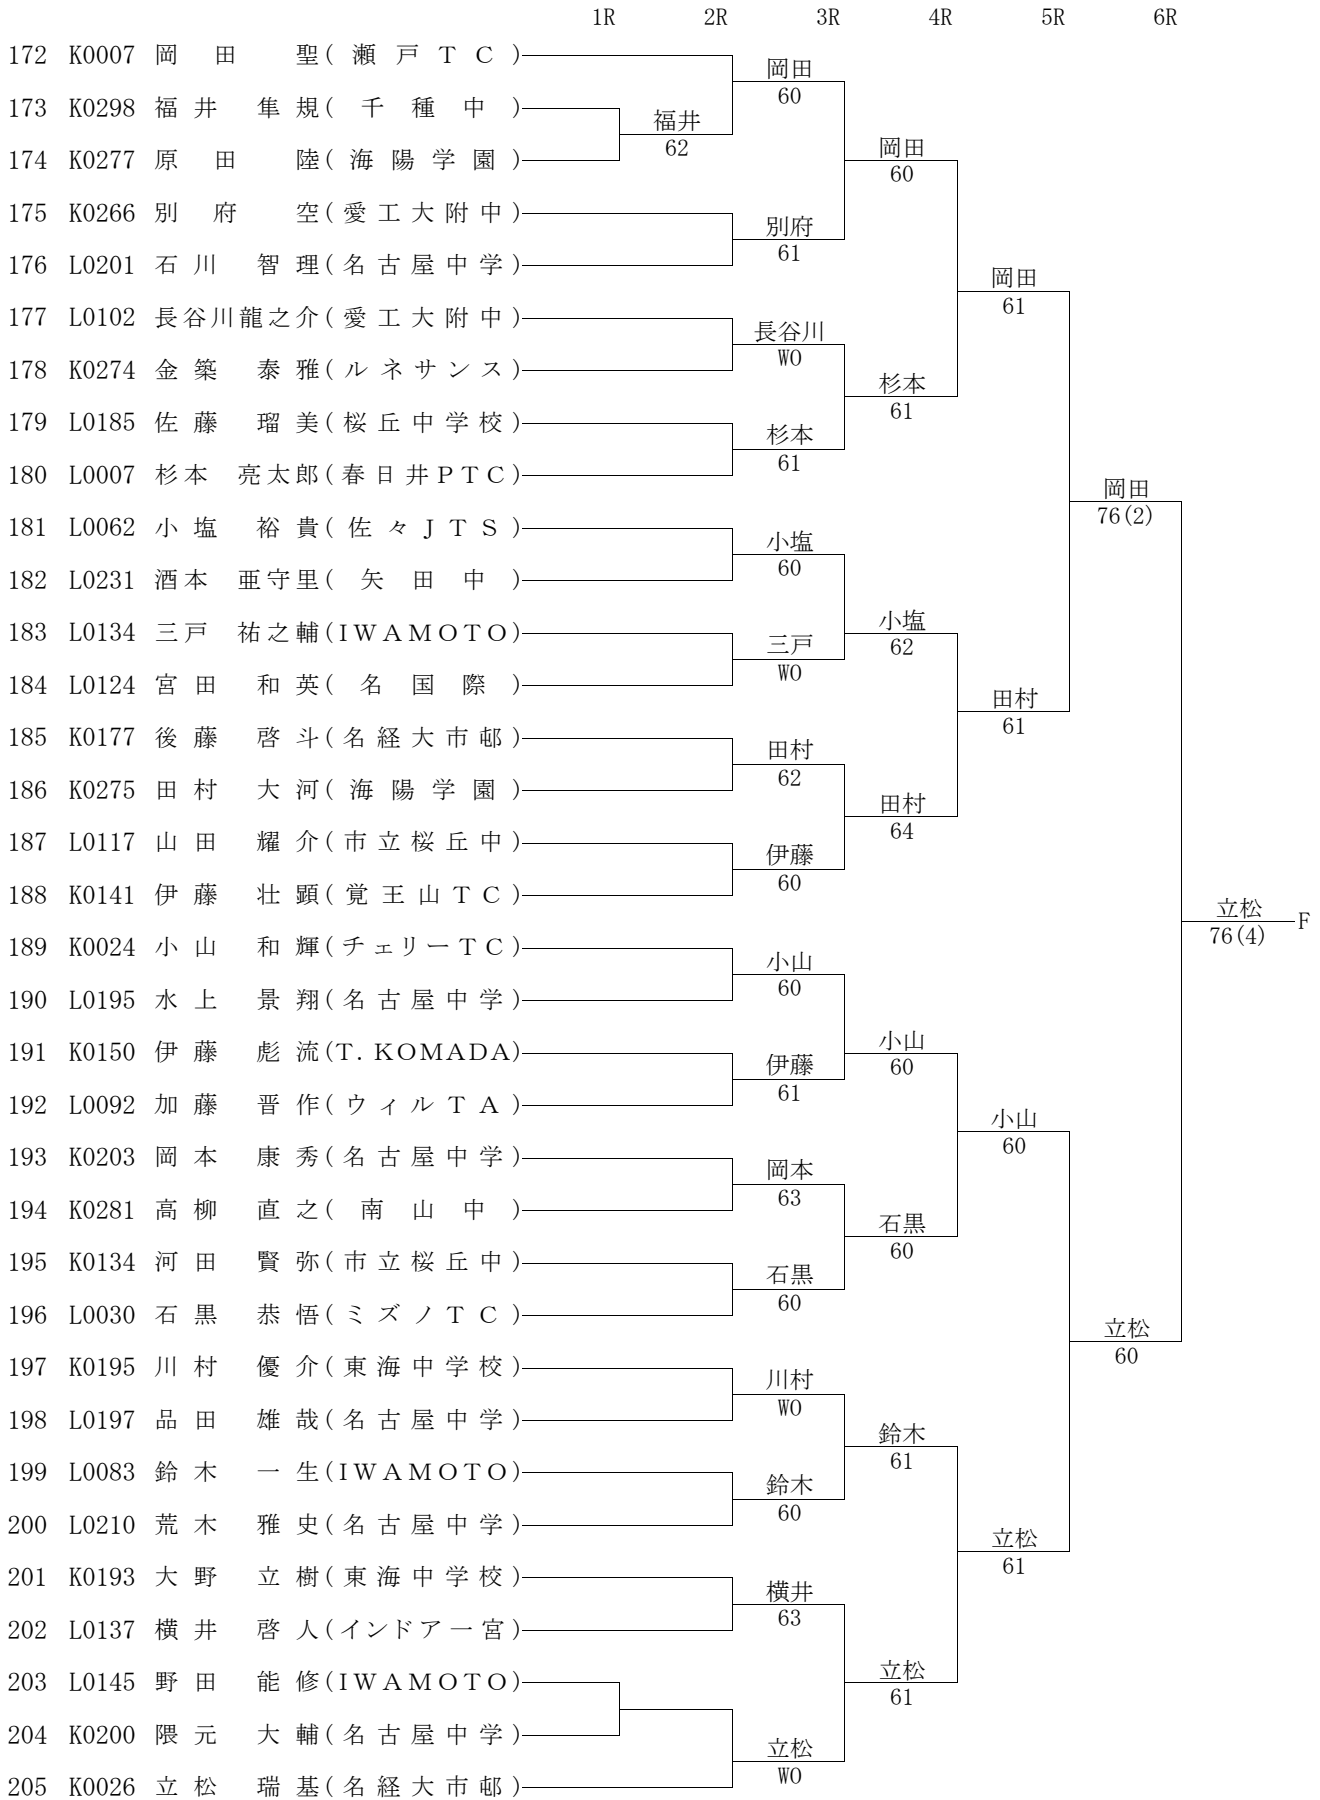 1R 2R 3R 4R 5R 6R
172 K0007 岡田 聖(瀬戸TC)
岡田
60
173 K0298 福井 隼規(千種中)
福井
62
174 K0277 原田 陸(海陽学園)
岡田
60
175 K0266 別府 空(愛工大附中)
別府
61
176 L0201 石川 智理(名古屋中学)
岡田
61
177 L0102 長谷川龍之介(愛工大附中)
長谷川
WO
178 K0274 金築 泰雅(ルネサンス)
杉本
61
179 L0185 佐藤 瑠美(桜丘中学校)
杉本
61
180 L0007 杉本 亮太郎(春日井PTC)
岡田
76(2)
181 L0062 小塩 裕貴(佐々JTS)
小塩
60
182 L0231 酒本 亜守里(矢田中)
小塩
62
183 L0134 三戸 祐之輔(IWAMOTO)
三戸
WO
184 L0124 宮田 和英(名国際)
田村
61
185 K0177 後藤 啓斗(名経大市邨)
田村
62
186 K0275 田村 大河(海陽学園)
田村
64
187 L0117 山田 耀介(市立桜丘中)
伊藤
60
188 K0141 伊藤 壮顕(覚王山TC)
立松
76(4)
F
189 K0024 小山 和輝(チェリーTC)
小山
60
190 L0195 水上 景翔(名古屋中学)
小山
60
191 K0150 伊藤 彪流(T.KOMADA)
伊藤
61
192 L0092 加藤 晋作(ウィルTA)
小山
60
193 K0203 岡本 康秀(名古屋中学)
岡本
63
194 K0281 高柳 直之(南山中)
石黒
60
195 K0134 河田 賢弥(市立桜丘中)
石黒
60
196 L0030 石黒 恭悟(ミズノTC)
立松
60
197 K0195 川村 優介(東海中学校)
川村
WO
198 L0197 品田 雄哉(名古屋中学)
鈴木
61
199 L0083 鈴木 一生(IWAMOTO)
鈴木
60
200 L0210 荒木 雅史(名古屋中学)
立松
61
201 K0193 大野 立樹(東海中学校)
横井
63
202 L0137 横井 啓人(インドアー宮)
立松
61
203 L0145 野田 能修(IWAMOTO)
204 K0200 隈元 大輔(名古屋中学)
立松
WO
205 K0026 立松 瑞基(名経大市邨)